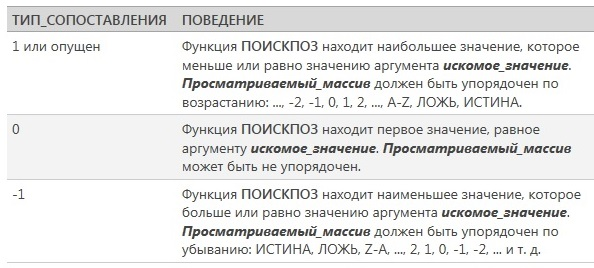 ТИП_СОПОСТАВЛЕНИЯ ПОВЕДЕНИЕ
1 или опущен Функция ПОИСКПОЗ находит наибольшее значение, которое
меньше или равно значению аргумента искомое_значение.
Просматриваемый_массив должен быть упорядочен по
возрастанию: ..., -2, -1, 0, 1, 2, ..., A-Z, ЛОЖЬ, ИСТИНА.
0 Функция ПОИСКПОЗ находит первое значение, равное
аргументу искомое_значение. Просматриваемый_массив
может быть не упорядочен.
-1 Функция ПОИСКПОЗ находит наименьшее значение, которое
больше или равно значению аргумента искомое_значение.
Просматриваемый_массив должен быть упорядочен по
убыванию: ИСТИНА, ЛОЖЬ, Z-A, ..., 2, 1, 0, -1, -2, ... и т. д.